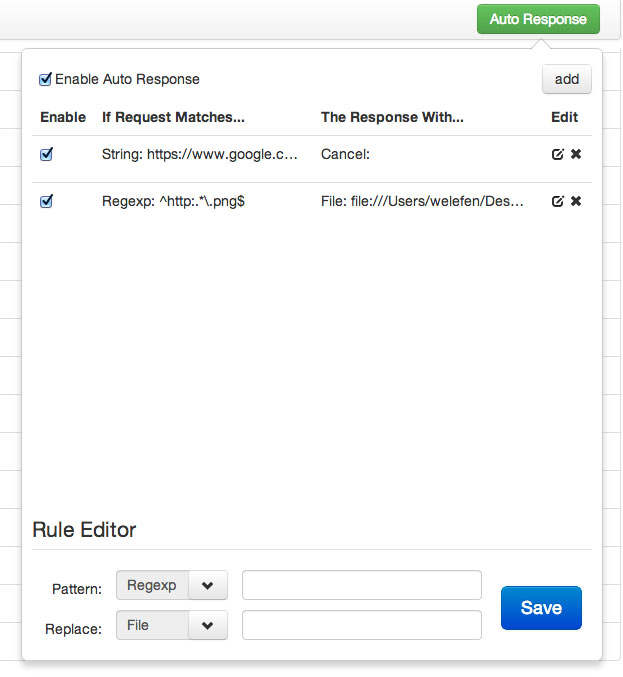 Auto Response
Enable Auto Response
add
Enable If Request Matches... The Response With... Edit
String: https://www.google.c... Cancel:
Regexp: ^http:.*\.png$ File: file:///Users/welefen/Des...
Rule Editor
Pattern: Regexp
Save
Replace: File